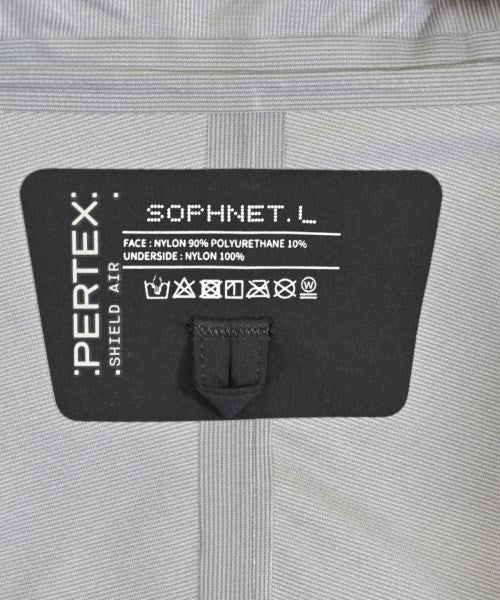 SOPHNET. L
FACE : NYLON 90% POLYURETHANE 10%
UNDERSIDE : NYLON 100%
W
PERTEX
SHIELD AIR